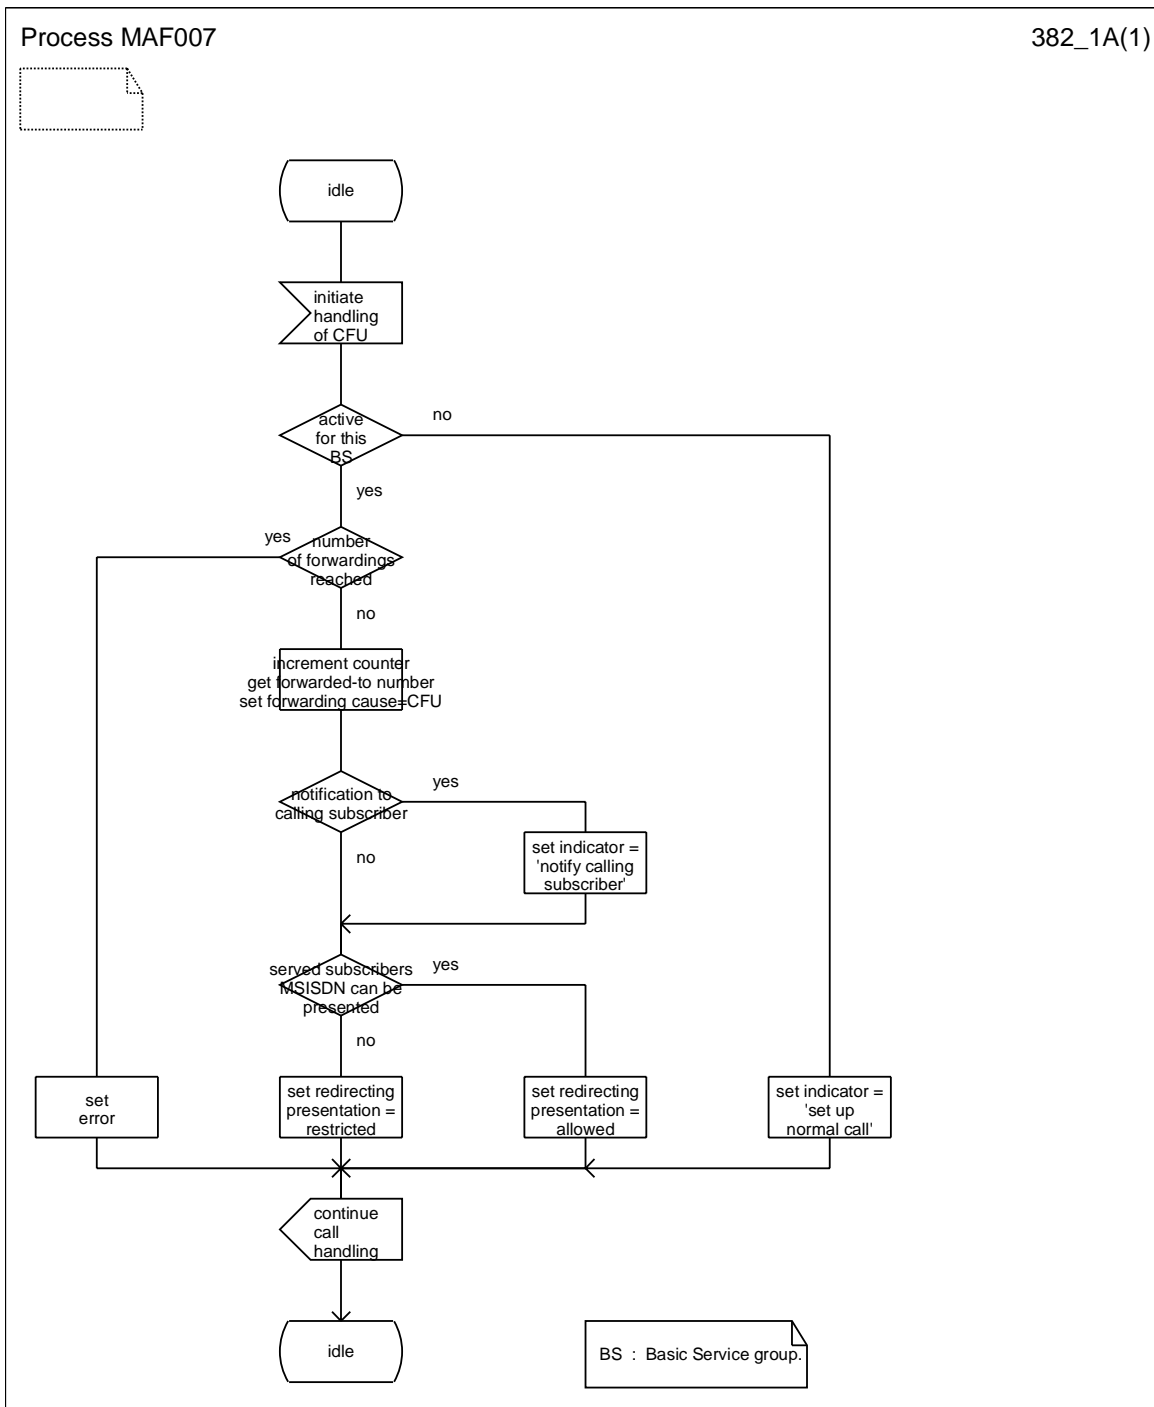 Process MAF007
382_1A(1)
idle
initiate
handling
of CFU
active
for this
BS
no
yes
yes
number
of forwardings
reached
no
increment counter
get forwarded-to number
set forwarding cause=CFU
notification to
calling subscriber
yes
no
set indicator =
'notify calling
subscriber'
served subscribers
MSISDN can be
presented
yes
no
set
error
set redirecting
presentation =
restricted
set redirecting
presentation =
allowed
set indicator =
'set up
normal call'
continue
call
handling
idle
BS : Basic Service group.